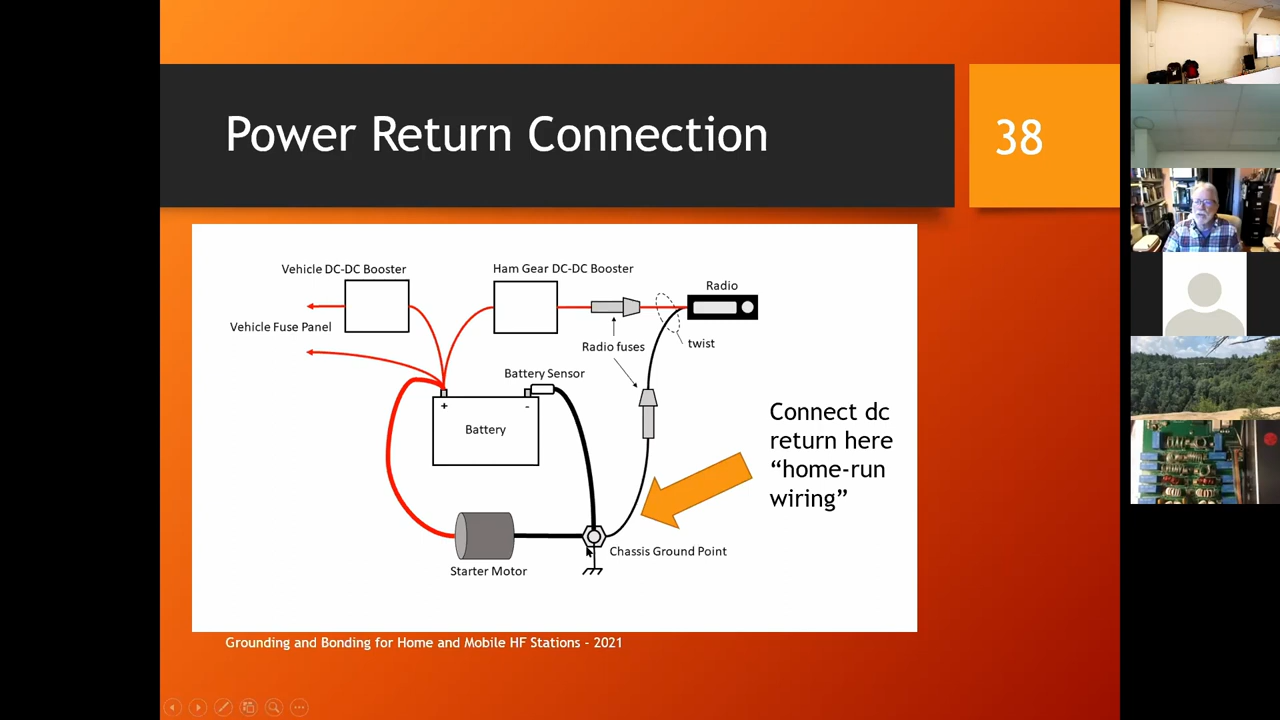 Power Return Connection
38
Vehicle DC-DC Booster
Ham Gear DC-DC Booster
Radio
Vehicle Fuse Panel
Radio fuses
twist
Battery Sensor
+
-
Battery
Connect dc
return here
“home-run
wiring”
Chassis Ground Point
Starter Motor
Grounding and Bonding for Home and Mobile HF Stations - 2021